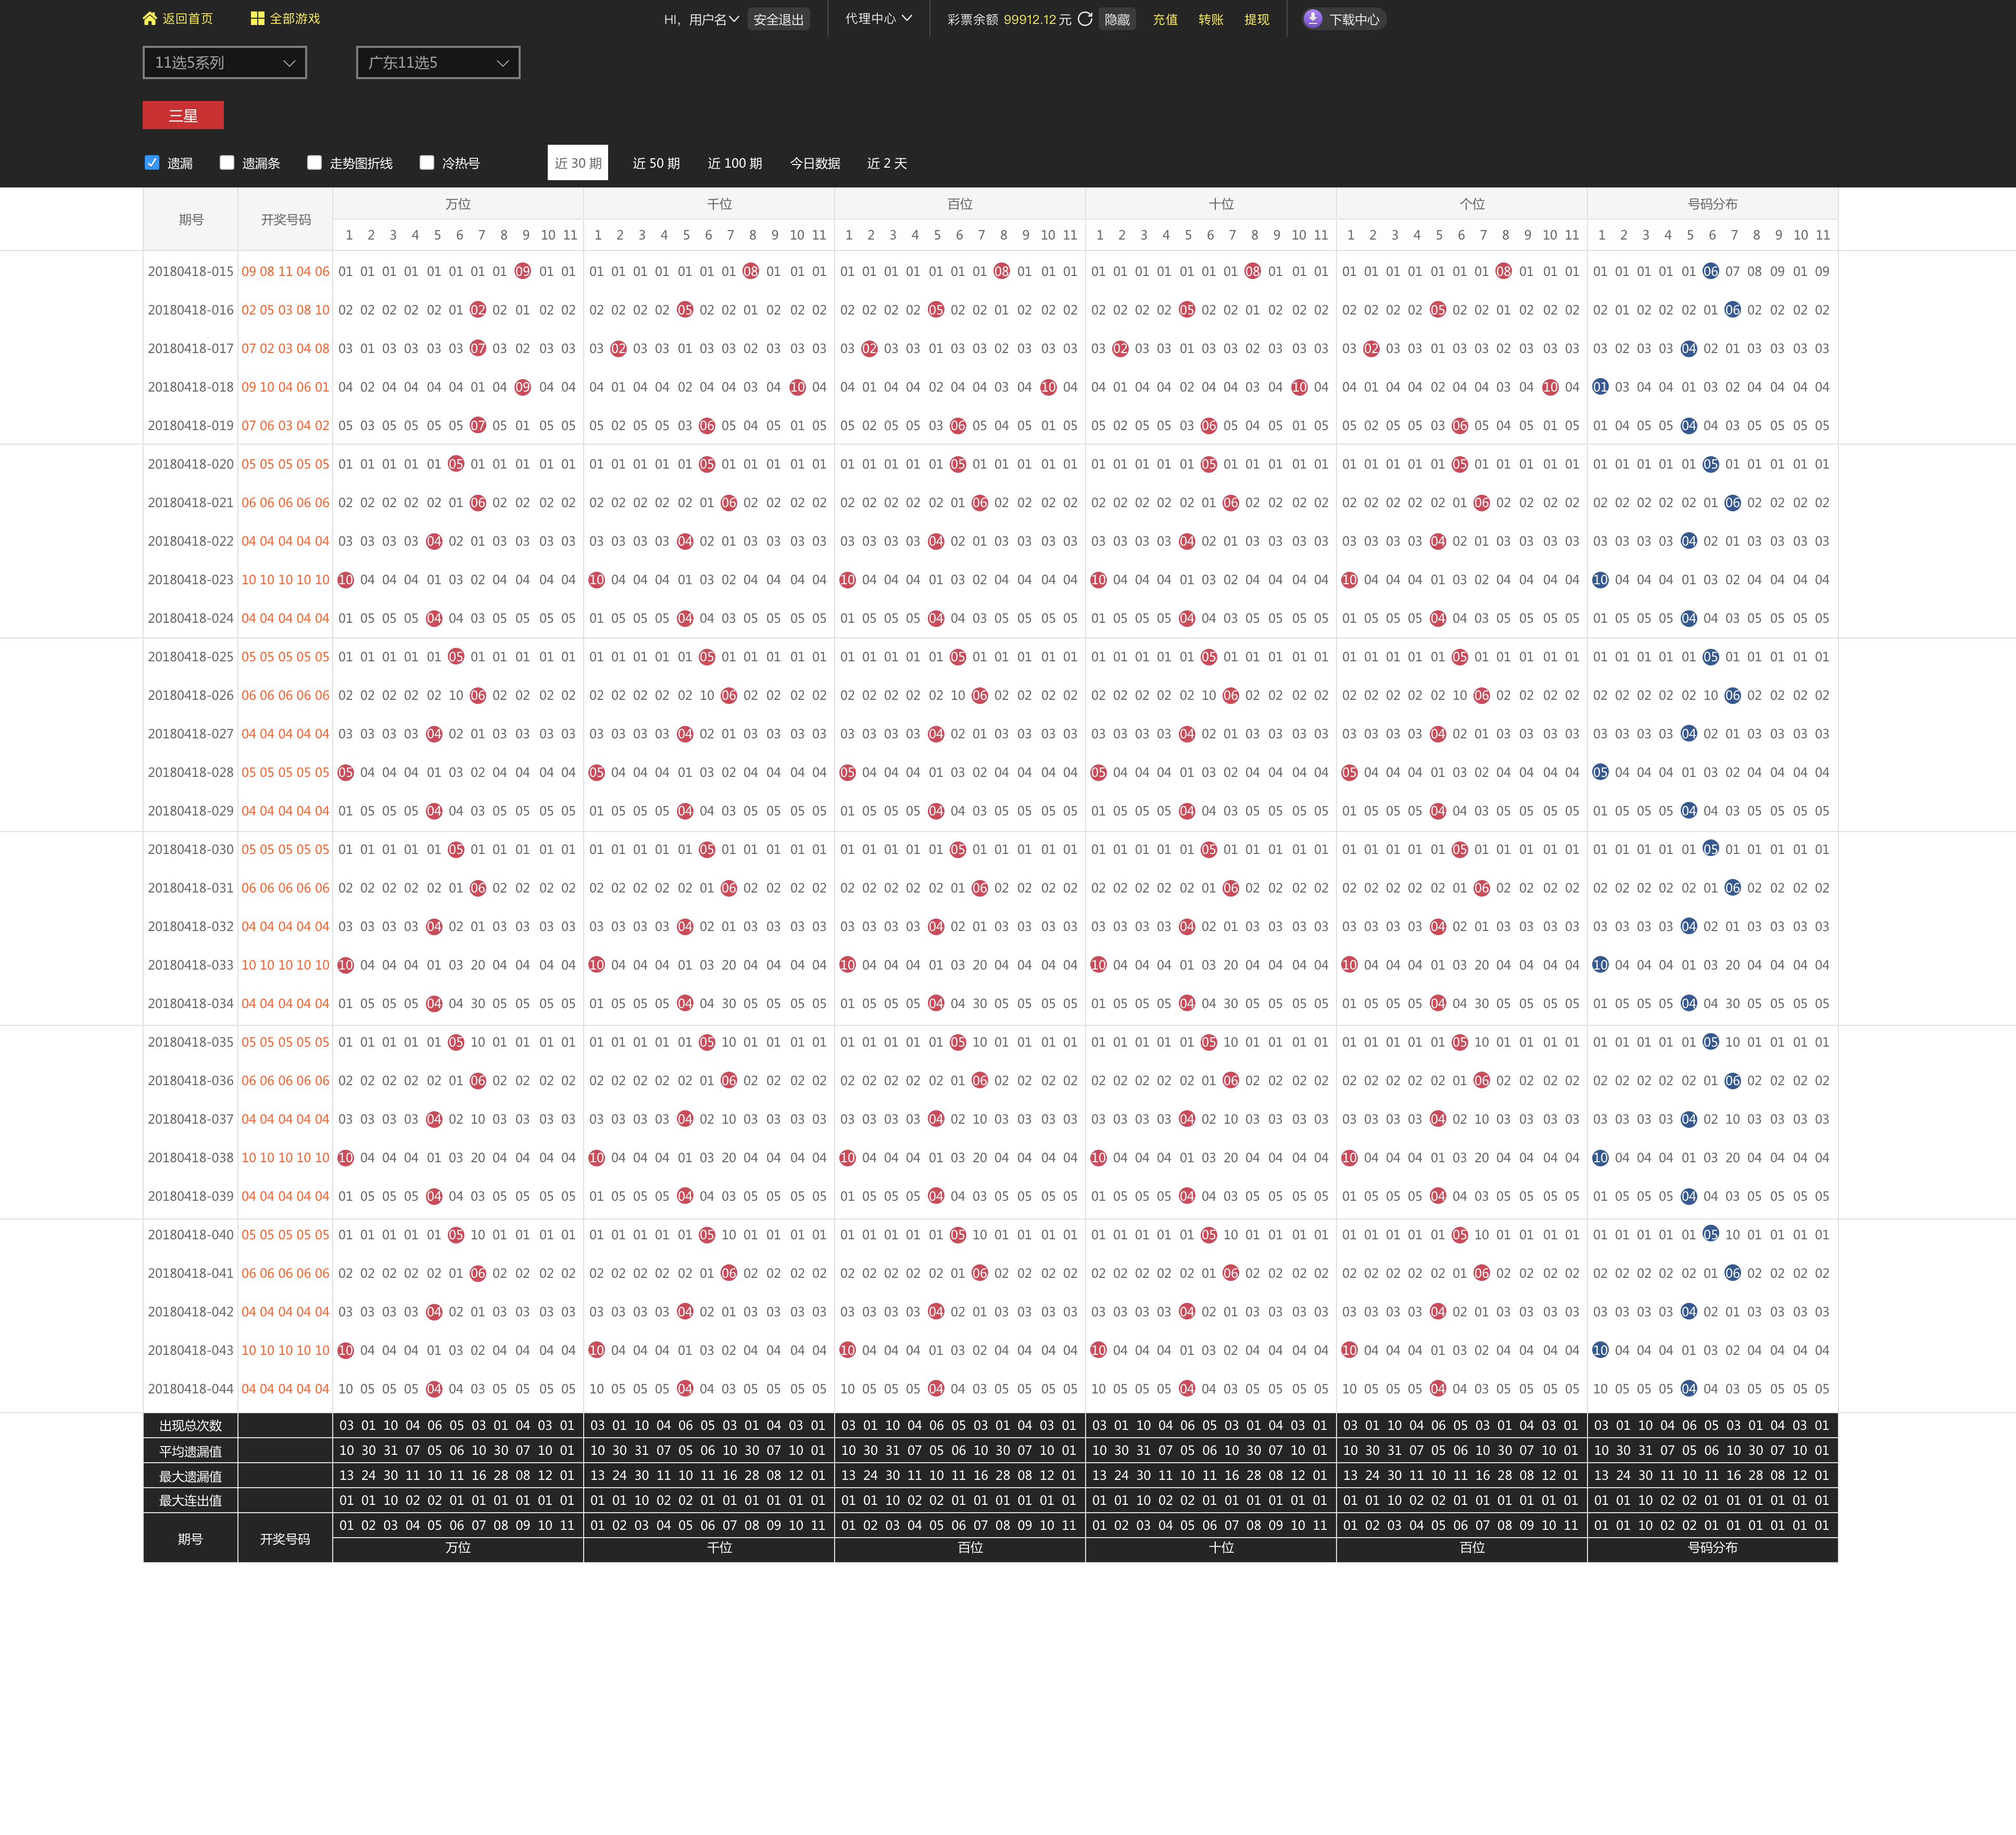 返回首页 全部游戏 HI, 用户名 安全退出 代理中心 彩票余额 99912.12 元 隐藏 充值 转账 提现 下载中心
11选5系列 广东11选5
三星
遗漏 遗漏条 走势图折线 冷热号 近 30 期 近 50 期 近 100 期 今日数据 近 2 天
期号 开奖号码 万位 千位 百位 十位 个位 号码分布
1 2 3 4 5 6 7 8 9 10 11 1 2 3 4 5 6 7 8 9 10 11 1 2 3 4 5 6 7 8 9 10 11 1 2 3 4 5 6 7 8 9 10 11 1 2 3 4 5 6 7 8 9 10 11 1 2 3 4 5 6 7 8 9 10 11
20180418-015 09 08 11 04 06 01 01 01 01 01 01 01 01 09 01 01 01 01 01 01 01 01 01 08 01 01 01 01 01 01 01 01 01 01 08 01 01 01 01 01 01 01 01 01 01 08 01 01 01 01 01 01 01 01 01 01 08 01 01 01 01 01 01 01 01 06 07 08 09 01 09
20180418-016 02 05 03 08 10 02 02 02 02 02 01 02 02 01 02 02 02 02 02 02 05 02 02 01 02 02 02 02 02 02 02 05 02 02 01 02 02 02 02 02 02 02 05 02 02 01 02 02 02 02 02 02 02 05 02 02 01 02 02 02 02 01 02 02 02 01 06 02 02 02 02
20180418-017 07 02 03 04 08 03 01 03 03 03 03 07 03 02 03 03 03 02 03 03 01 03 03 02 03 03 03 03 02 03 03 01 03 03 02 03 03 03 03 02 03 03 01 03 03 02 03 03 03 03 02 03 03 01 03 03 02 03 03 03 03 02 03 03 04 02 01 03 03 03 03
20180418-018 09 10 04 06 01 04 02 04 04 04 04 01 04 09 04 04 04 01 04 04 02 04 04 03 04 10 04 04 01 04 04 02 04 04 03 04 10 04 04 01 04 04 02 04 04 03 04 10 04 04 01 04 04 02 04 04 03 04 10 04 01 03 04 04 01 03 02 04 04 04 04
20180418-019 07 06 03 04 02 05 03 05 05 05 05 07 05 01 05 05 05 02 05 05 03 06 05 04 05 01 05 05 02 05 05 03 06 05 04 05 01 05 05 02 05 05 03 06 05 04 05 01 05 05 02 05 05 03 06 05 04 05 01 05 01 04 05 05 04 04 03 05 05 05 05
20180418-020 05 05 05 05 05 01 01 01 01 01 05 01 01 01 01 01 01 01 01 01 01 05 01 01 01 01 01 01 01 01 01 01 05 01 01 01 01 01 01 01 01 01 01 05 01 01 01 01 01 01 01 01 01 01 05 01 01 01 01 01 01 01 01 01 01 05 01 01 01 01 01
20180418-021 06 06 06 06 06 02 02 02 02 02 01 06 02 02 02 02 02 02 02 02 02 01 06 02 02 02 02 02 02 02 02 02 01 06 02 02 02 02 02 02 02 02 02 01 06 02 02 02 02 02 02 02 02 02 01 06 02 02 02 02 02 02 02 02 02 01 06 02 02 02 02
20180418-022 04 04 04 04 04 03 03 03 03 04 02 01 03 03 03 03 03 03 03 03 04 02 01 03 03 03 03 03 03 03 03 04 02 01 03 03 03 03 03 03 03 03 04 02 01 03 03 03 03 03 03 03 03 04 02 01 03 03 03 03 03 03 03 03 04 02 01 03 03 03 03
20180418-023 10 10 10 10 10 10 04 04 04 01 03 02 04 04 04 04 10 04 04 04 01 03 02 04 04 04 04 10 04 04 04 01 03 02 04 04 04 04 10 04 04 04 01 03 02 04 04 04 04 10 04 04 04 01 03 02 04 04 04 04 10 04 04 04 01 03 02 04 04 04 04
20180418-024 04 04 04 04 04 01 05 05 05 04 04 03 05 05 05 05 01 05 05 05 04 04 03 05 05 05 05 01 05 05 05 04 04 03 05 05 05 05 01 05 05 05 04 04 03 05 05 05 05 01 05 05 05 04 04 03 05 05 05 05 01 05 05 05 04 04 03 05 05 05 05
20180418-025 05 05 05 05 05 01 01 01 01 01 05 01 01 01 01 01 01 01 01 01 01 05 01 01 01 01 01 01 01 01 01 01 05 01 01 01 01 01 01 01 01 01 01 05 01 01 01 01 01 01 01 01 01 01 05 01 01 01 01 01 01 01 01 01 01 05 01 01 01 01 01
20180418-026 06 06 06 06 06 02 02 02 02 02 10 06 02 02 02 02 02 02 02 02 02 10 06 02 02 02 02 02 02 02 02 02 10 06 02 02 02 02 02 02 02 02 02 10 06 02 02 02 02 02 02 02 02 02 10 06 02 02 02 02 02 02 02 02 02 10 06 02 02 02 02
20180418-027 04 04 04 04 04 03 03 03 03 04 02 01 03 03 03 03 03 03 03 03 04 02 01 03 03 03 03 03 03 03 03 04 02 01 03 03 03 03 03 03 03 03 04 02 01 03 03 03 03 03 03 03 03 04 02 01 03 03 03 03 03 03 03 03 04 02 01 03 03 03 03
20180418-028 05 05 05 05 05 05 04 04 04 01 03 02 04 04 04 04 05 04 04 04 01 03 02 04 04 04 04 05 04 04 04 01 03 02 04 04 04 04 05 04 04 04 01 03 02 04 04 04 04 05 04 04 04 01 03 02 04 04 04 04 05 04 04 04 01 03 02 04 04 04 04
20180418-029 04 04 04 04 04 01 05 05 05 04 04 03 05 05 05 05 01 05 05 05 04 04 03 05 05 05 05 01 05 05 05 04 04 03 05 05 05 05 01 05 05 05 04 04 03 05 05 05 05 01 05 05 05 04 04 03 05 05 05 05 01 05 05 05 04 04 03 05 05 05 05
20180418-030 05 05 05 05 05 01 01 01 01 01 05 01 01 01 01 01 01 01 01 01 01 05 01 01 01 01 01 01 01 01 01 01 05 01 01 01 01 01 01 01 01 01 01 05 01 01 01 01 01 01 01 01 01 01 05 01 01 01 01 01 01 01 01 01 01 05 01 01 01 01 01
20180418-031 06 06 06 06 06 02 02 02 02 02 01 06 02 02 02 02 02 02 02 02 02 01 06 02 02 02 02 02 02 02 02 02 01 06 02 02 02 02 02 02 02 02 02 01 06 02 02 02 02 02 02 02 02 02 01 06 02 02 02 02 02 02 02 02 02 01 06 02 02 02 02
20180418-032 04 04 04 04 04 03 03 03 03 04 02 01 03 03 03 03 03 03 03 03 04 02 01 03 03 03 03 03 03 03 03 04 02 01 03 03 03 03 03 03 03 03 04 02 01 03 03 03 03 03 03 03 03 04 02 01 03 03 03 03 03 03 03 03 04 02 01 03 03 03 03
20180418-033 10 10 10 10 10 10 04 04 04 01 03 20 04 04 04 04 10 04 04 04 01 03 20 04 04 04 04 10 04 04 04 01 03 20 04 04 04 04 10 04 04 04 01 03 20 04 04 04 04 10 04 04 04 01 03 20 04 04 04 04 10 04 04 04 01 03 20 04 04 04 04
20180418-034 04 04 04 04 04 01 05 05 05 04 04 30 05 05 05 05 01 05 05 05 04 04 30 05 05 05 05 01 05 05 05 04 04 30 05 05 05 05 01 05 05 05 04 04 30 05 05 05 05 01 05 05 05 04 04 30 05 05 05 05 01 05 05 05 04 04 30 05 05 05 05
20180418-035 05 05 05 05 05 01 01 01 01 01 05 10 01 01 01 01 01 01 01 01 01 05 10 01 01 01 01 01 01 01 01 01 05 10 01 01 01 01 01 01 01 01 01 05 10 01 01 01 01 01 01 01 01 01 05 10 01 01 01 01 01 01 01 01 01 05 10 01 01 01 01
20180418-036 06 06 06 06 06 02 02 02 02 02 01 06 02 02 02 02 02 02 02 02 02 01 06 02 02 02 02 02 02 02 02 02 01 06 02 02 02 02 02 02 02 02 02 01 06 02 02 02 02 02 02 02 02 02 01 06 02 02 02 02 02 02 02 02 02 01 06 02 02 02 02
20180418-037 04 04 04 04 04 03 03 03 03 04 02 10 03 03 03 03 03 03 03 03 04 02 10 03 03 03 03 03 03 03 03 04 02 10 03 03 03 03 03 03 03 03 04 02 10 03 03 03 03 03 03 03 03 04 02 10 03 03 03 03 03 03 03 03 04 02 10 03 03 03 03
20180418-038 10 10 10 10 10 10 04 04 04 01 03 20 04 04 04 04 10 04 04 04 01 03 20 04 04 04 04 10 04 04 04 01 03 20 04 04 04 04 10 04 04 04 01 03 20 04 04 04 04 10 04 04 04 01 03 20 04 04 04 04 10 04 04 04 01 03 20 04 04 04 04
20180418-039 04 04 04 04 04 01 05 05 05 04 04 03 05 05 05 05 01 05 05 05 04 04 03 05 05 05 05 01 05 05 05 04 04 03 05 05 05 05 01 05 05 05 04 04 03 05 05 05 05 01 05 05 05 04 04 03 05 05 05 05 01 05 05 05 04 04 03 05 05 05 05
20180418-040 05 05 05 05 05 01 01 01 01 01 05 10 01 01 01 01 01 01 01 01 01 05 10 01 01 01 01 01 01 01 01 01 05 10 01 01 01 01 01 01 01 01 01 05 10 01 01 01 01 01 01 01 01 01 05 10 01 01 01 01 01 01 01 01 01 05 10 01 01 01 01
20180418-041 06 06 06 06 06 02 02 02 02 02 01 06 02 02 02 02 02 02 02 02 02 01 06 02 02 02 02 02 02 02 02 02 01 06 02 02 02 02 02 02 02 02 02 01 06 02 02 02 02 02 02 02 02 02 01 06 02 02 02 02 02 02 02 02 02 01 06 02 02 02 02
20180418-042 04 04 04 04 04 03 03 03 03 04 02 01 03 03 03 03 03 03 03 03 04 02 01 03 03 03 03 03 03 03 03 04 02 01 03 03 03 03 03 03 03 03 04 02 01 03 03 03 03 03 03 03 03 04 02 01 03 03 03 03 03 03 03 03 04 02 01 03 03 03 03
20180418-043 10 10 10 10 10 10 04 04 04 01 03 02 04 04 04 04 10 04 04 04 01 03 02 04 04 04 04 10 04 04 04 01 03 02 04 04 04 04 10 04 04 04 01 03 02 04 04 04 04 10 04 04 04 01 03 02 04 04 04 04 10 04 04 04 01 03 02 04 04 04 04
20180418-044 04 04 04 04 04 10 05 05 05 04 04 03 05 05 05 05 10 05 05 05 04 04 03 05 05 05 05 10 05 05 05 04 04 03 05 05 05 05 10 05 05 05 04 04 03 05 05 05 05 10 05 05 05 04 04 03 05 05 05 05 10 05 05 05 04 04 03 05 05 05 05
出现总次数 03 01 10 04 06 05 03 01 04 03 01 03 01 10 04 06 05 03 01 04 03 01 03 01 10 04 06 05 03 01 04 03 01 03 01 10 04 06 05 03 01 04 03 01 03 01 10 04 06 05 03 01 04 03 01 03 01 10 04 06 05 03 01 04 03 01
平均遗漏值 10 30 31 07 05 06 10 30 07 10 01 10 30 31 07 05 06 10 30 07 10 01 10 30 31 07 05 06 10 30 07 10 01 10 30 31 07 05 06 10 30 07 10 01 10 30 31 07 05 06 10 30 07 10 01 10 30 31 07 05 06 10 30 07 10 01
最大遗漏值 13 24 30 11 10 11 16 28 08 12 01 13 24 30 11 10 11 16 28 08 12 01 13 24 30 11 10 11 16 28 08 12 01 13 24 30 11 10 11 16 28 08 12 01 13 24 30 11 10 11 16 28 08 12 01 13 24 30 11 10 11 16 28 08 12 01
最大连出值 01 01 10 02 02 01 01 01 01 01 01 01 01 10 02 02 01 01 01 01 01 01 01 01 10 02 02 01 01 01 01 01 01 01 01 10 02 02 01 01 01 01 01 01 01 01 10 02 02 01 01 01 01 01 01 01 01 10 02 02 01 01 01 01 01 01
期号 开奖号码 01 02 03 04 05 06 07 08 09 10 11 01 02 03 04 05 06 07 08 09 10 11 01 02 03 04 05 06 07 08 09 10 11 01 02 03 04 05 06 07 08 09 10 11 01 02 03 04 05 06 07 08 09 10 11 01 01 10 02 02 01 01 01 01 01 01
万位 千位 百位 十位 百位 号码分布